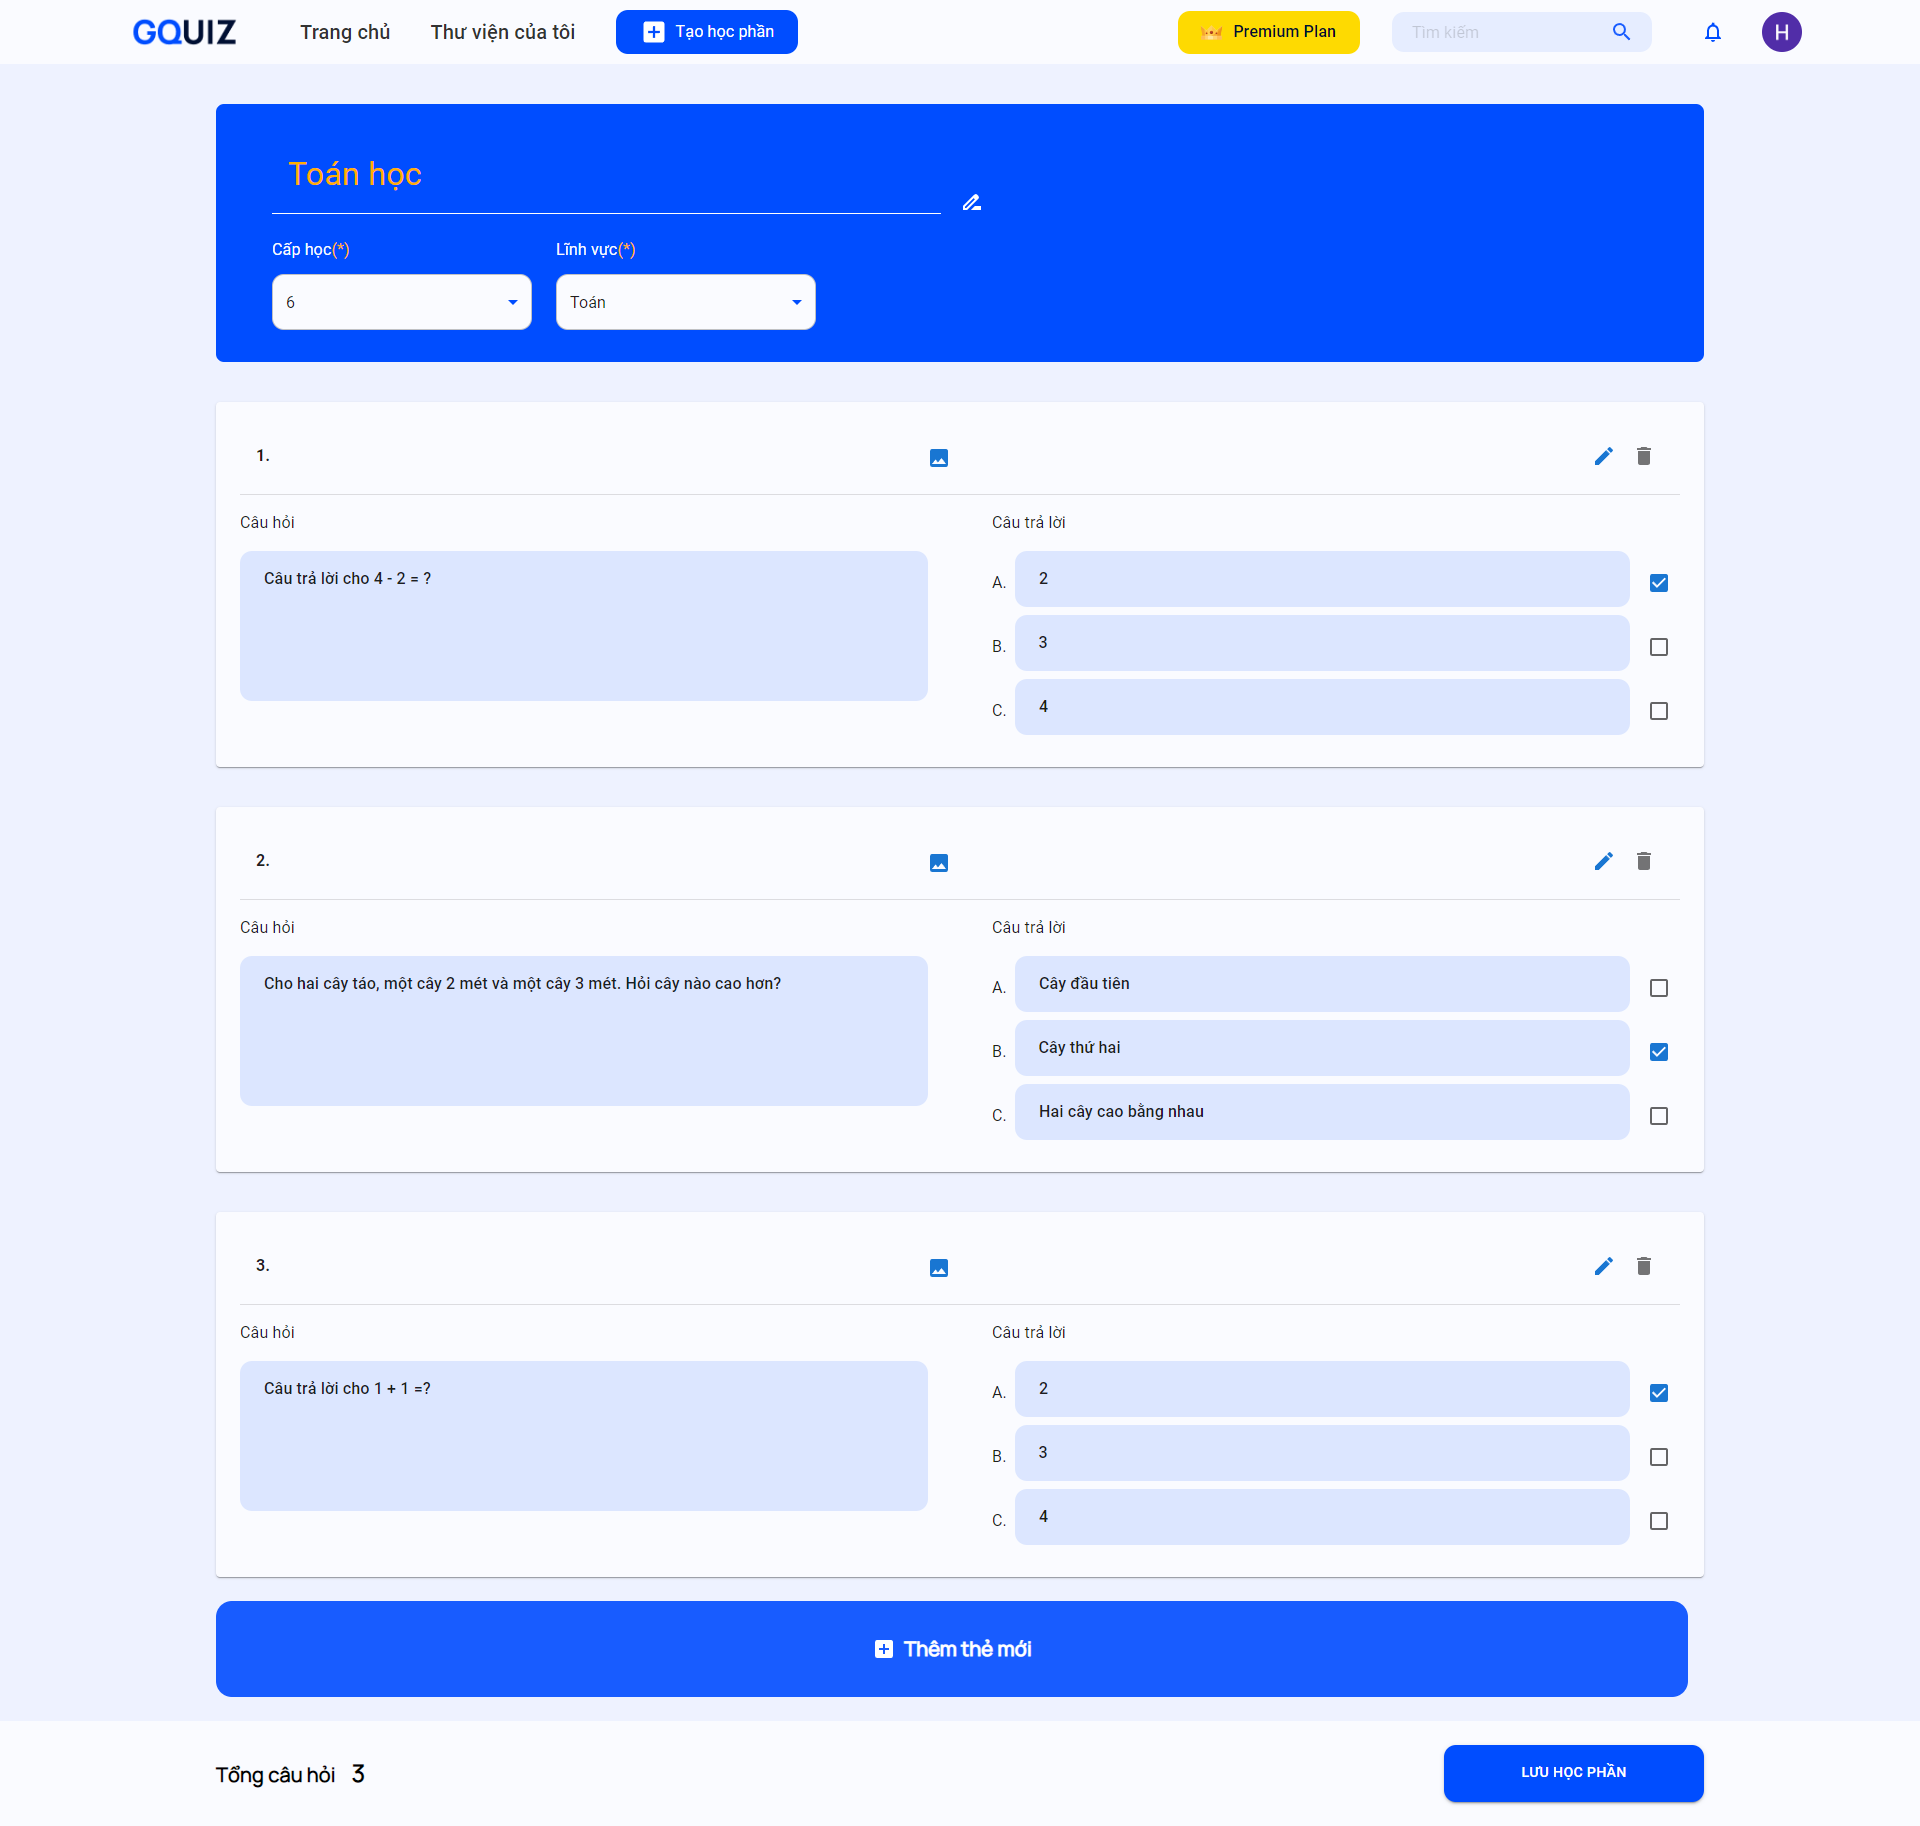 GQUIZ
Trang chủ
Thư viện của tôi
Tạo học phần
Premium Plan
Tìm kiếm
H
Toán học
Cấp học(*)
Lĩnh vực(*)
6
Toán
1.
Câu hỏi
Câu trả lời
Câu trả lời cho 4 - 2 = ?
A. 2
B. 3
C. 4
2.
Câu hỏi
Câu trả lời
Cho hai cây táo, một cây 2 mét và một cây 3 mét. Hỏi cây nào cao hơn?
A. Cây đầu tiên
B. Cây thứ hai
C. Hai cây cao bằng nhau
3.
Câu hỏi
Câu trả lời
Câu trả lời cho 1 + 1 =?
A. 2
B. 3
C. 4
Thêm thẻ mới
Tổng câu hỏi 3
LƯU HỌC PHẦN